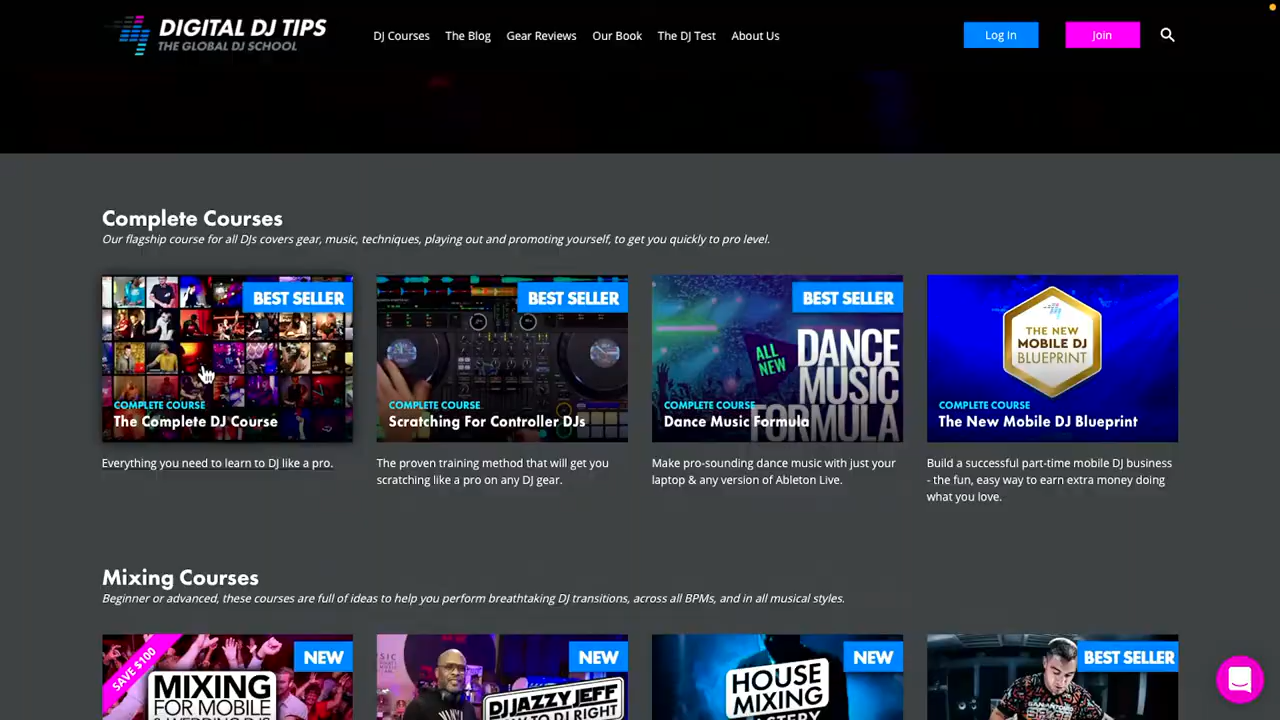 DIGITAL DJ TIPS
THE GLOBAL DJ SCHOOL
DJ Courses The Blog Gear Reviews Our Book The DJ Test About Us
Log In
Join
Complete Courses
Our flagship course for all DJs covers gear, music, techniques, playing out and promoting yourself, to get you quickly to pro level.
BEST SELLER
COMPLETE COURSE
The Complete DJ Course
Everything you need to learn to DJ like a pro.
BEST SELLER
COMPLETE COURSE
Scratching For Controller DJs
The proven training method that will get you
scratching like a pro on any DJ gear.
BEST SELLER
ALL
NEW
DANCE
MUSIC
FORMULA
COMPLETE COURSE
Dance Music Formula
Make pro-sounding dance music with just your
laptop & any version of Ableton Live.
THE NEW
MOBILE DJ
BLUEPRINT
COMPLETE COURSE
The New Mobile DJ Blueprint
Build a successful part-time mobile DJ business
- the fun, easy way to earn extra money doing
what you love.
Mixing Courses
Beginner or advanced, these courses are full of ideas to help you perform breathtaking DJ transitions, across all BPMs, and in all musical styles.
SAVE $100
NEW
MIXING
FOR MOBILE
& WEDDING DJS
NEW
DJ JAZZY JEFF
TO DJ RIGHT
NEW
HOUSE
MIXING
BEST SELLER